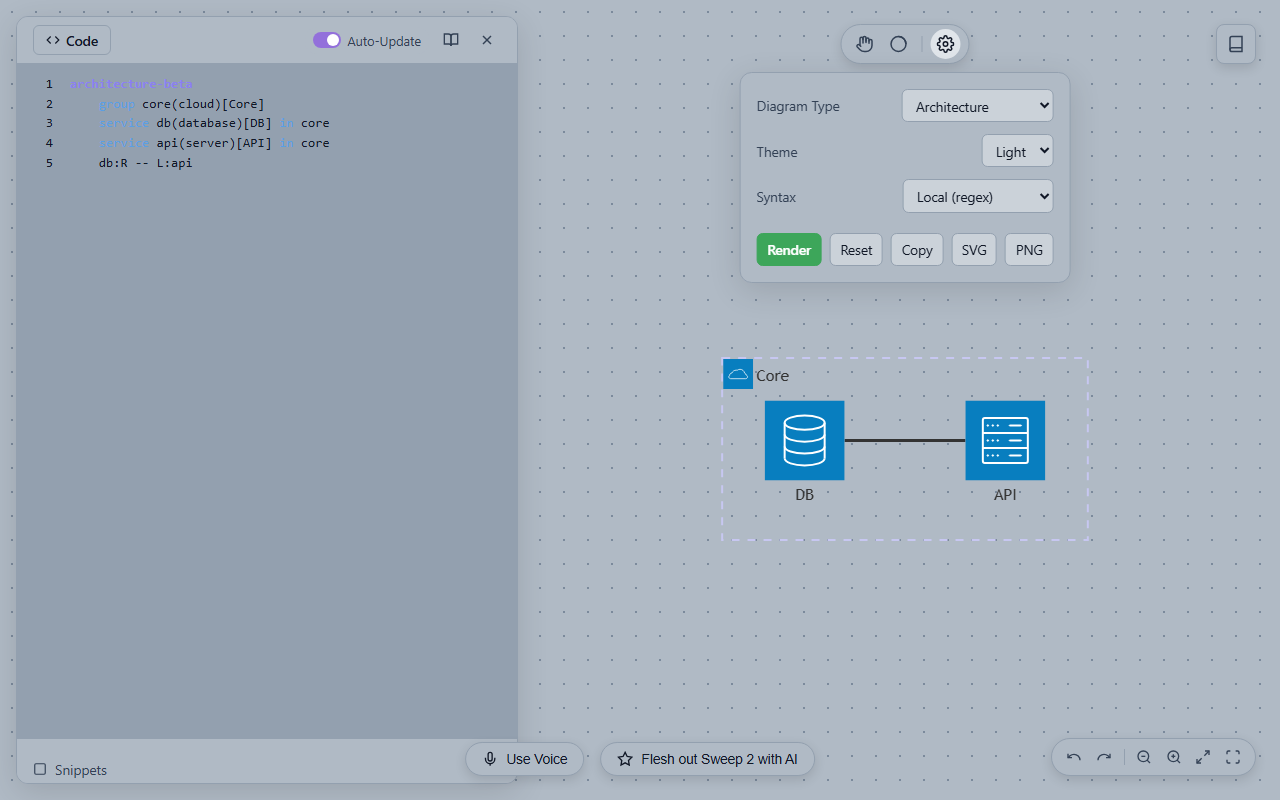 Code
Auto-Update
1 architecture-beta
2     group core(cloud)[Core]
3     service db(database)[DB] in core
4     service api(server)[API] in core
5     db:R -- L:api
Snippets
Diagram Type
Architecture
Theme
Light
Syntax
Local (regex)
Render Reset Copy SVG PNG
Core
DB API
Use Voice
Flesh out Sweep 2 with AI